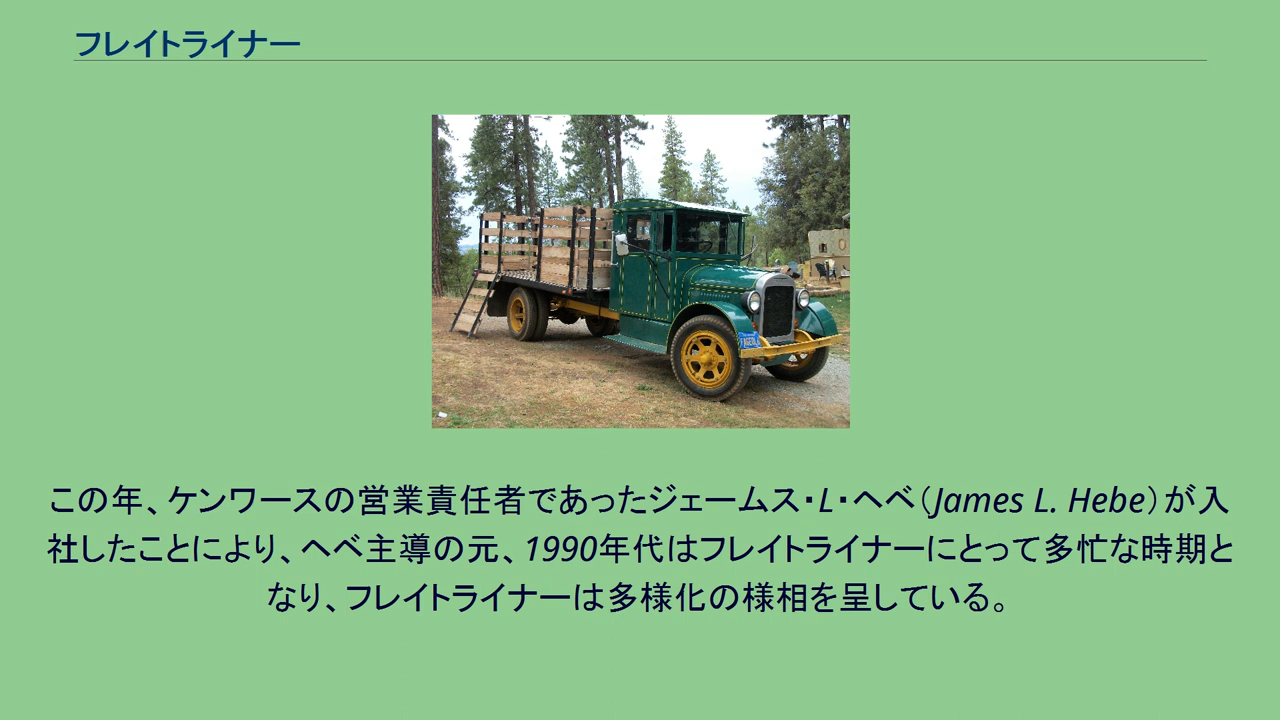 フレイトライナー
この年、ケンワースの営業責任者であったジェームス・L・ヘベ（James L. Hebe）が入
社したことにより、ヘベ主導の元、1990年代はフレイトライナーにとって多忙な時期と
なり、フレイトライナーは多様化の様相を呈している。